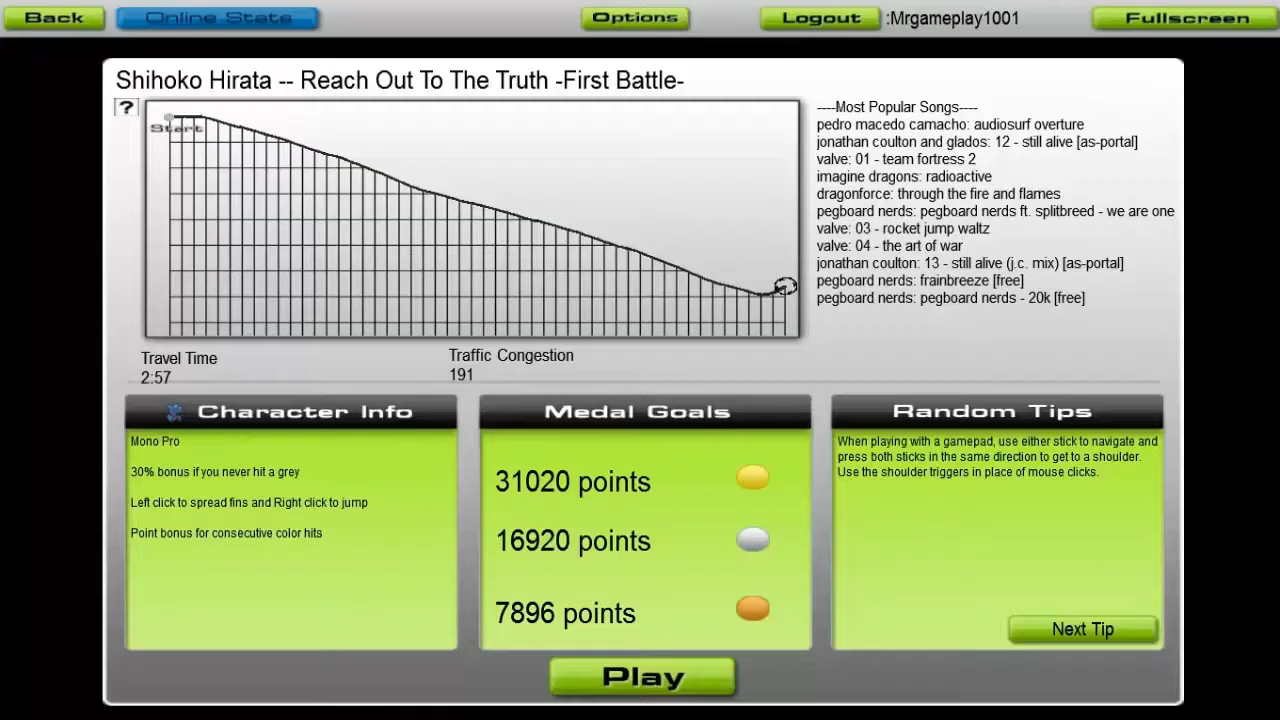 Back
Online Stats
Options
Logout :Mrgameplay1001
Fullscreen
Shihoko Hirata -- Reach Out To The Truth -First Battle-
?
Start
----Most Popular Songs----
pedro macedo camacho: audiosurf overture
jonathan coulton and glados: 12 - still alive [as-portal]
valve: 01 - team fortress 2
imagine dragons: radioactive
dragonforce: through the fire and flames
pegboard nerds: pegboard nerds ft. splitbreed - we are one
valve: 03 - rocket jump waltz
valve: 04 - the art of war
jonathan coulton: 13 - still alive (j.c. mix) [as-portal]
pegboard nerds: frainbreeze [free]
pegboard nerds: pegboard nerds - 20k [free]
Travel Time
2:57
Traffic Congestion
191
Character Info
Mono Pro
30% bonus if you never hit a grey
Left click to spread fins and Right click to jump
Point bonus for consecutive color hits
Medal Goals
31020 points
16920 points
7896 points
Random Tips
When playing with a gamepad, use either stick to navigate and
press both sticks in the same direction to get to a shoulder.
Use the shoulder triggers in place of mouse clicks.
Next Tip
Play